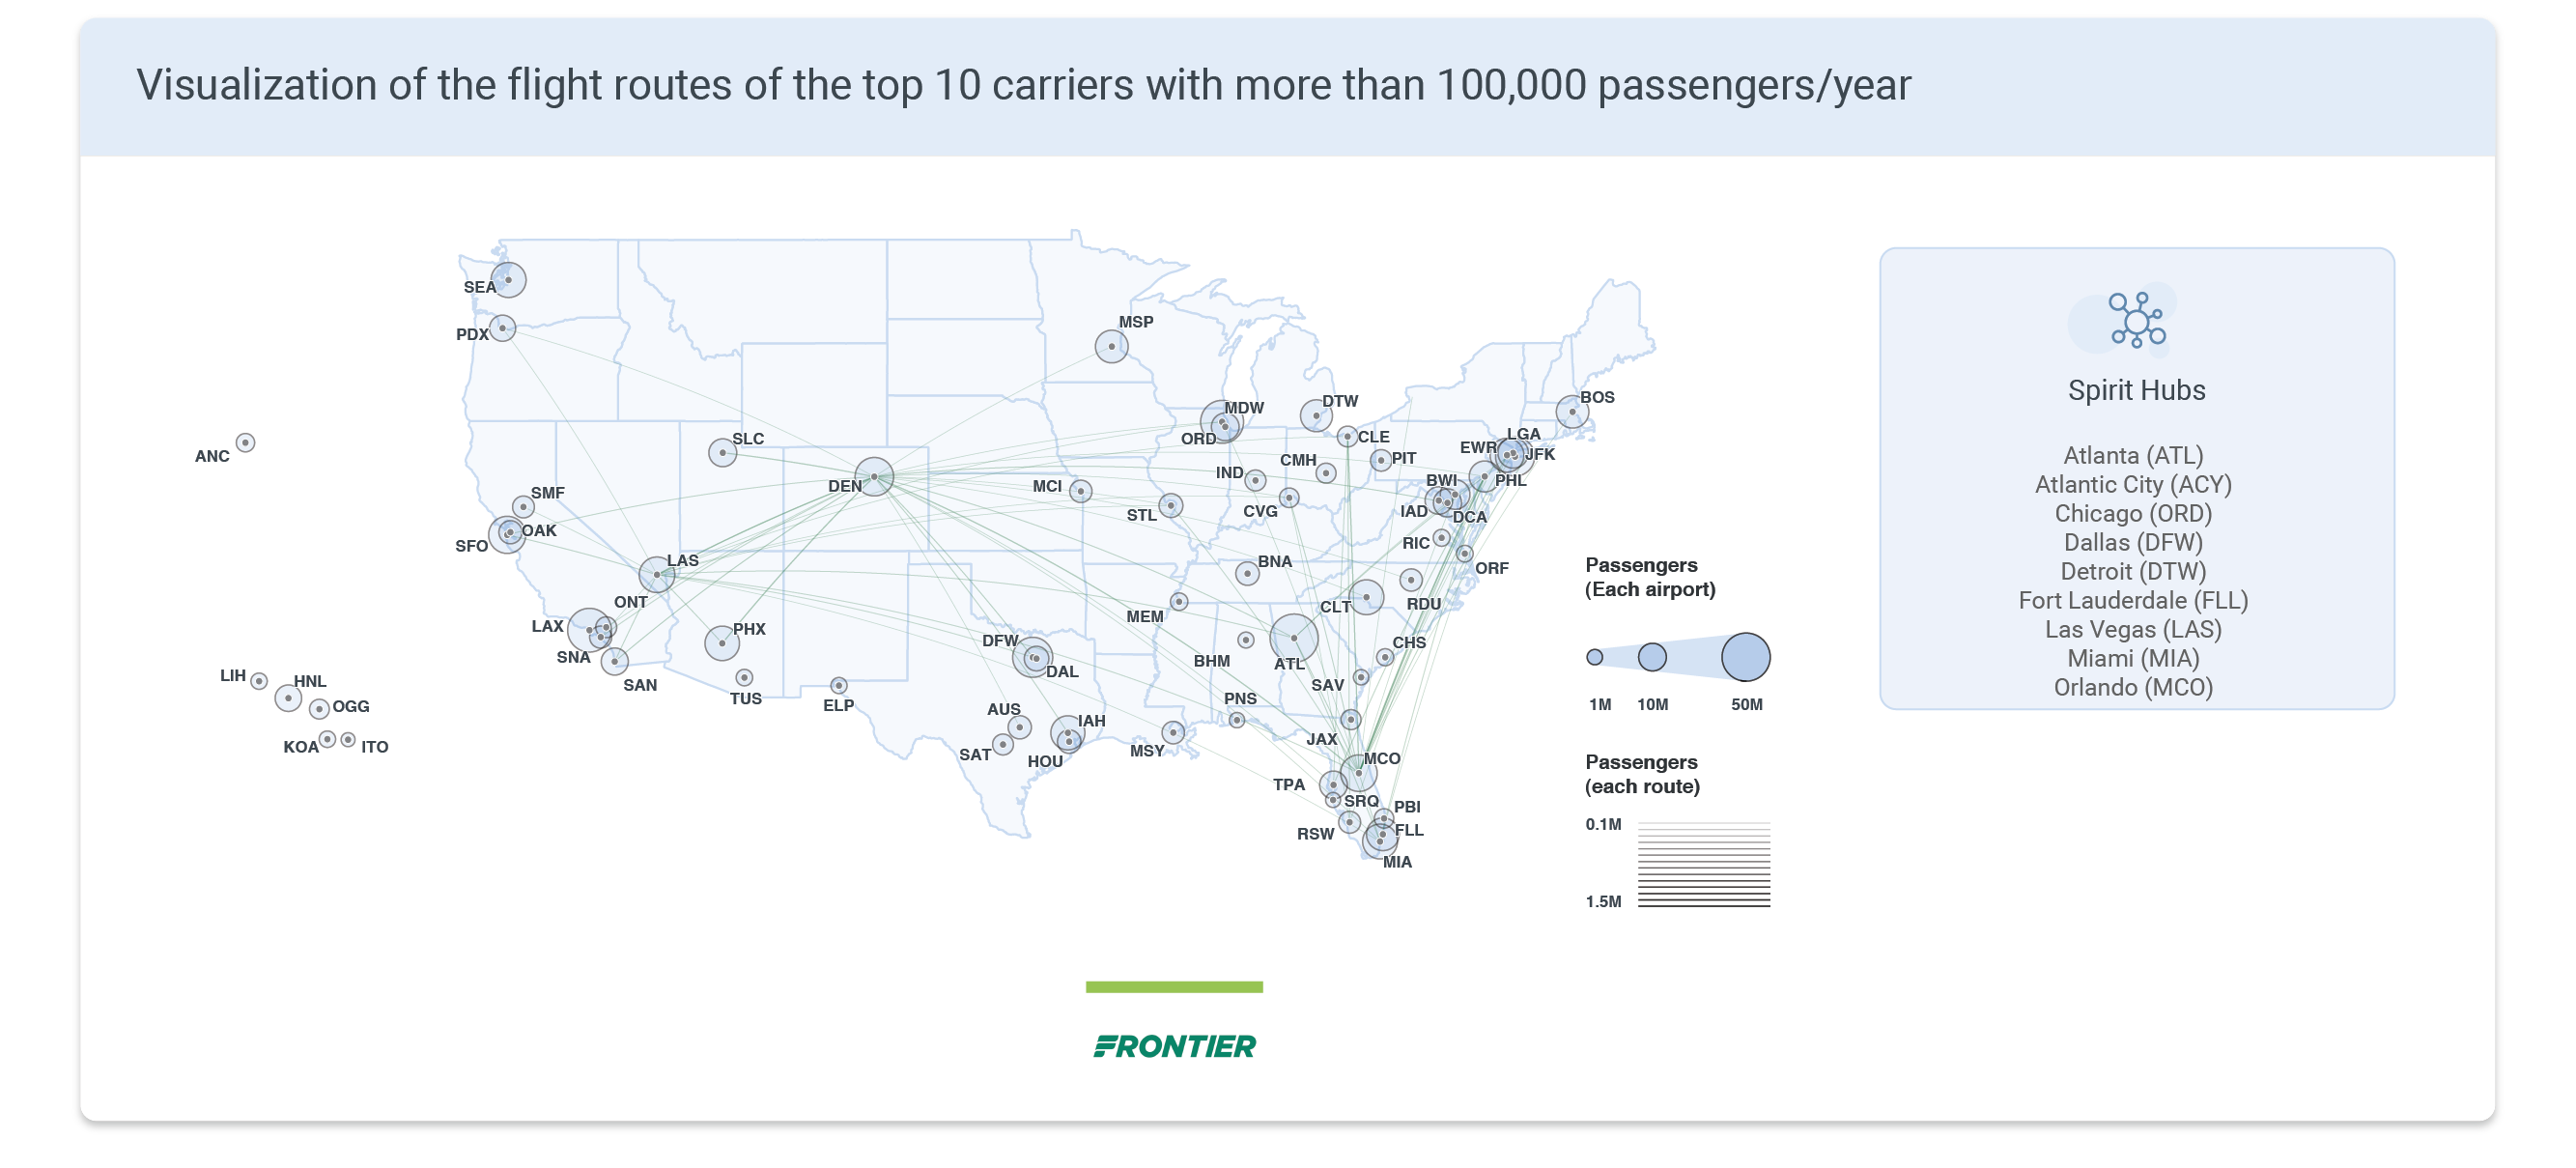 Visualization of the flight routes of the top 10 carriers with more than 100,000 passengers/year
SEA
PDX
MSP
SLC
DEN
MDW
ORD
DTW
BOS
CLE
LGA
EWR
JFK
ANC
CMH
PIT
IND
MCI
BWI
PHL
SMF
OAK
SFO
STL
CVG
IAD
DCA
RIC
ORF
LAS
BNA
ONT
MEM
CLT
RDU
LAX
PHX
SNA
SAN
DFW
DAL
CHS
BHM
ATL
LIH
HNL
OGG
KOA
ITO
TUS
ELP
SAV
PNS
AUS
IAH
SAT
HOU
MSY
JAX
MCO
TPA
SRQ
PBI
RSW
FLL
MIA
Passengers
(Each airport)
1M 10M 50M
Passengers
(each route)
0.1M
1.5M
Spirit Hubs
Atlanta (ATL)
Atlantic City (ACY)
Chicago (ORD)
Dallas (DFW)
Detroit (DTW)
Fort Lauderdale (FLL)
Las Vegas (LAS)
Miami (MIA)
Orlando (MCO)
FRONTIER